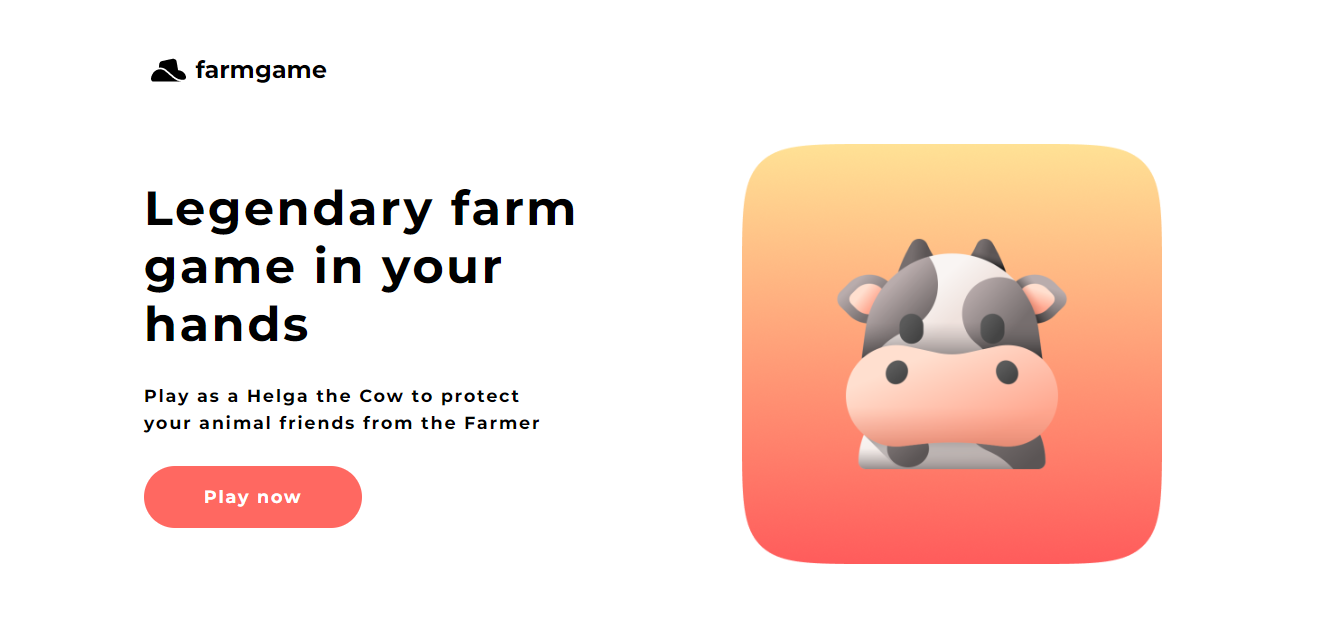 farmgame
Legendary farm
game in your
hands
Play as a Helga the Cow to protect
your animal friends from the Farmer
Play now